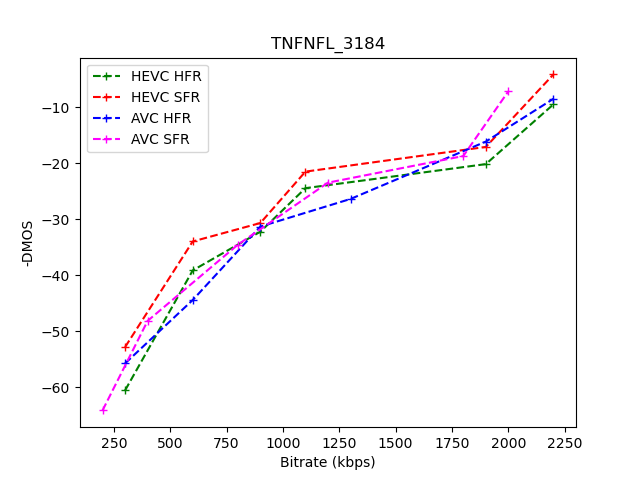 TNFNFL_3184
HEVC HFR
HEVC SFR
AVC HFR
AVC SFR
-DMOS
−10
−20
−30
−40
−50
−60
250 500 750 1000 1250 1500 1750 2000 2250
Bitrate (kbps)